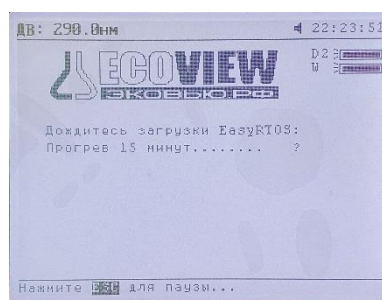 ДВ: 290.0нм 22:23:51
D2
W
ECOVIEW
ЭКОВЬЮ.РФ
Дождитесь загрузки EasyRTOS:
Прогрев 15 минут........ ?
Нажмите ESC для паузы...